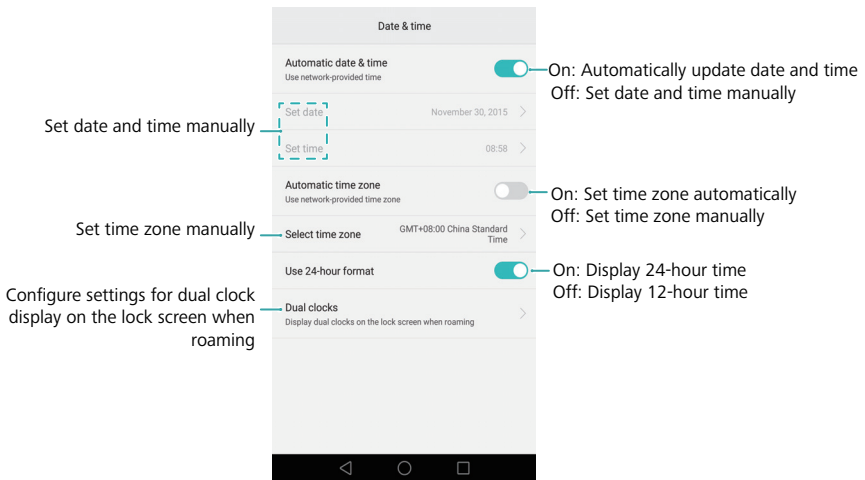 Date & time
Automatic date & time
Use network-provided time
On: Automatically update date and time
Off: Set date and time manually
Set date and time manually
Set date
November 30, 2015
Set time
08:58
Automatic time zone
Use network-provided time zone
On: Set time zone automatically
Off: Set time zone manually
Set time zone manually
Select time zone
GMT+08:00 China Standard
Time
Use 24-hour format
On: Display 24-hour time
Off: Display 12-hour time
Configure settings for dual clock
display on the lock screen when
roaming
Dual clocks
Display dual clocks on the lock screen when roaming